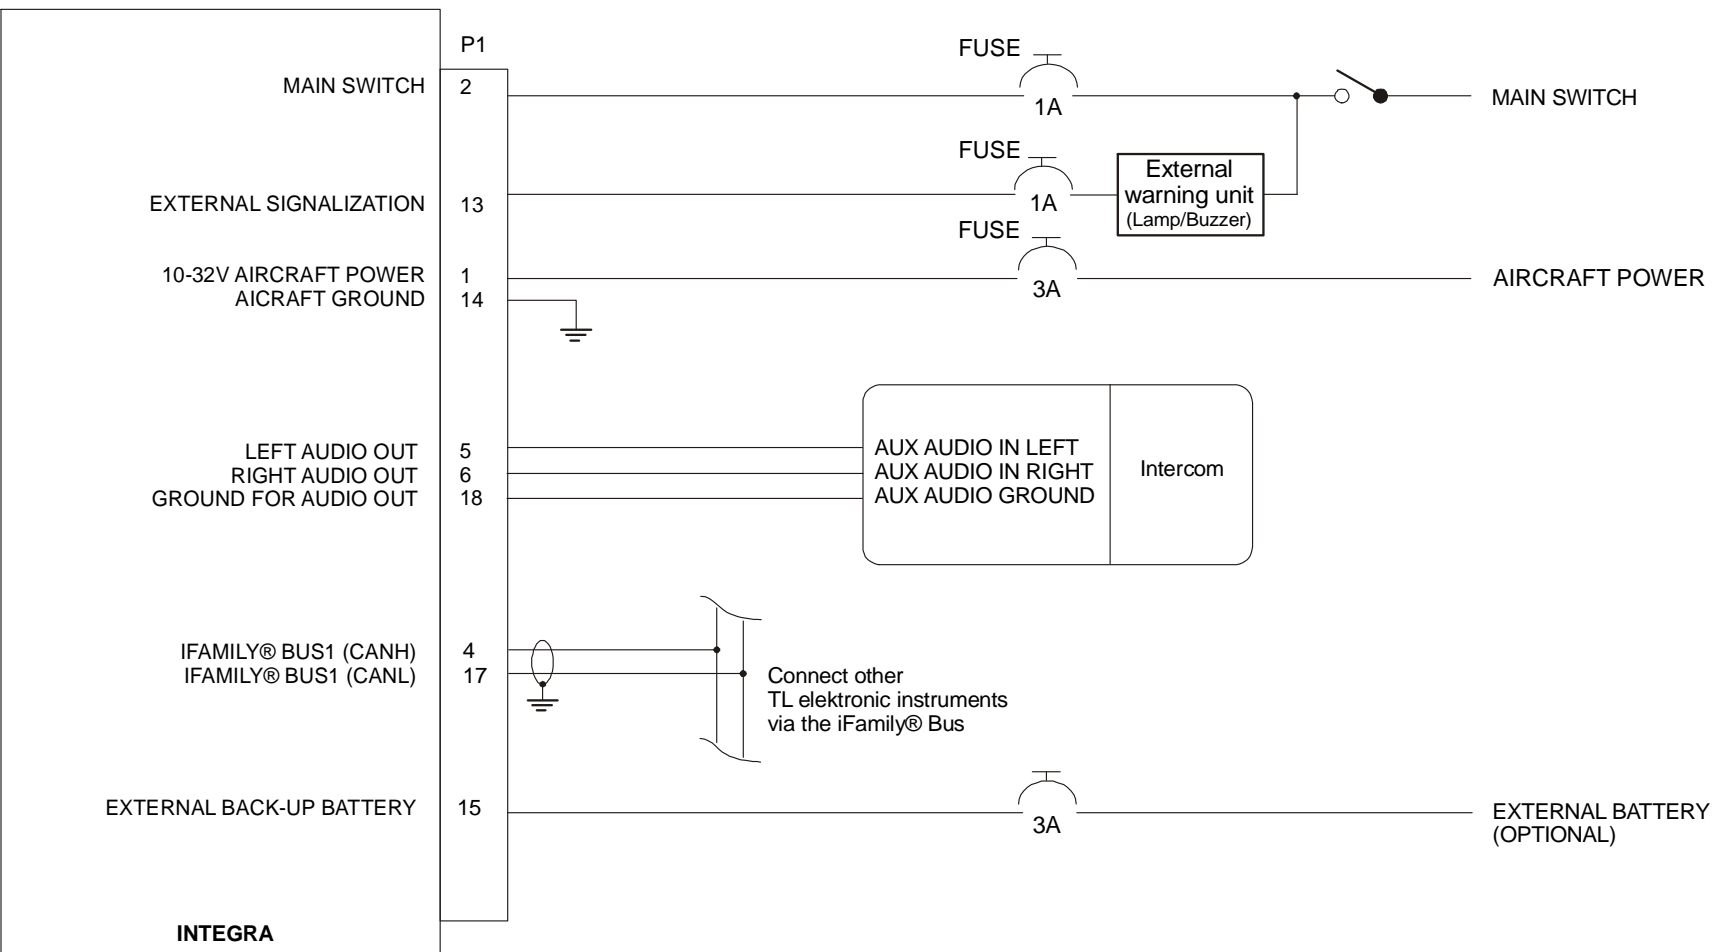 P1
FUSE
MAIN SWITCH 2 1A MAIN SWITCH
FUSE
External
warning unit
(Lamp/Buzzer)
EXTERNAL SIGNALIZATION 13 1A
FUSE
10-32V AIRCRAFT POWER 1 3A AIRCRAFT POWER
AICRAFT GROUND 14
LEFT AUDIO OUT 5 AUX AUDIO IN LEFT
RIGHT AUDIO OUT 6 AUX AUDIO IN RIGHT Intercom
GROUND FOR AUDIO OUT 18 AUX AUDIO GROUND
IFAMILY® BUS1 (CANH) 4
IFAMILY® BUS1 (CANL) 17
Connect other
TL elektronic instruments
via the iFamily® Bus
EXTERNAL BACK-UP BATTERY 15 3A EXTERNAL BATTERY
(OPTIONAL)
INTEGRA